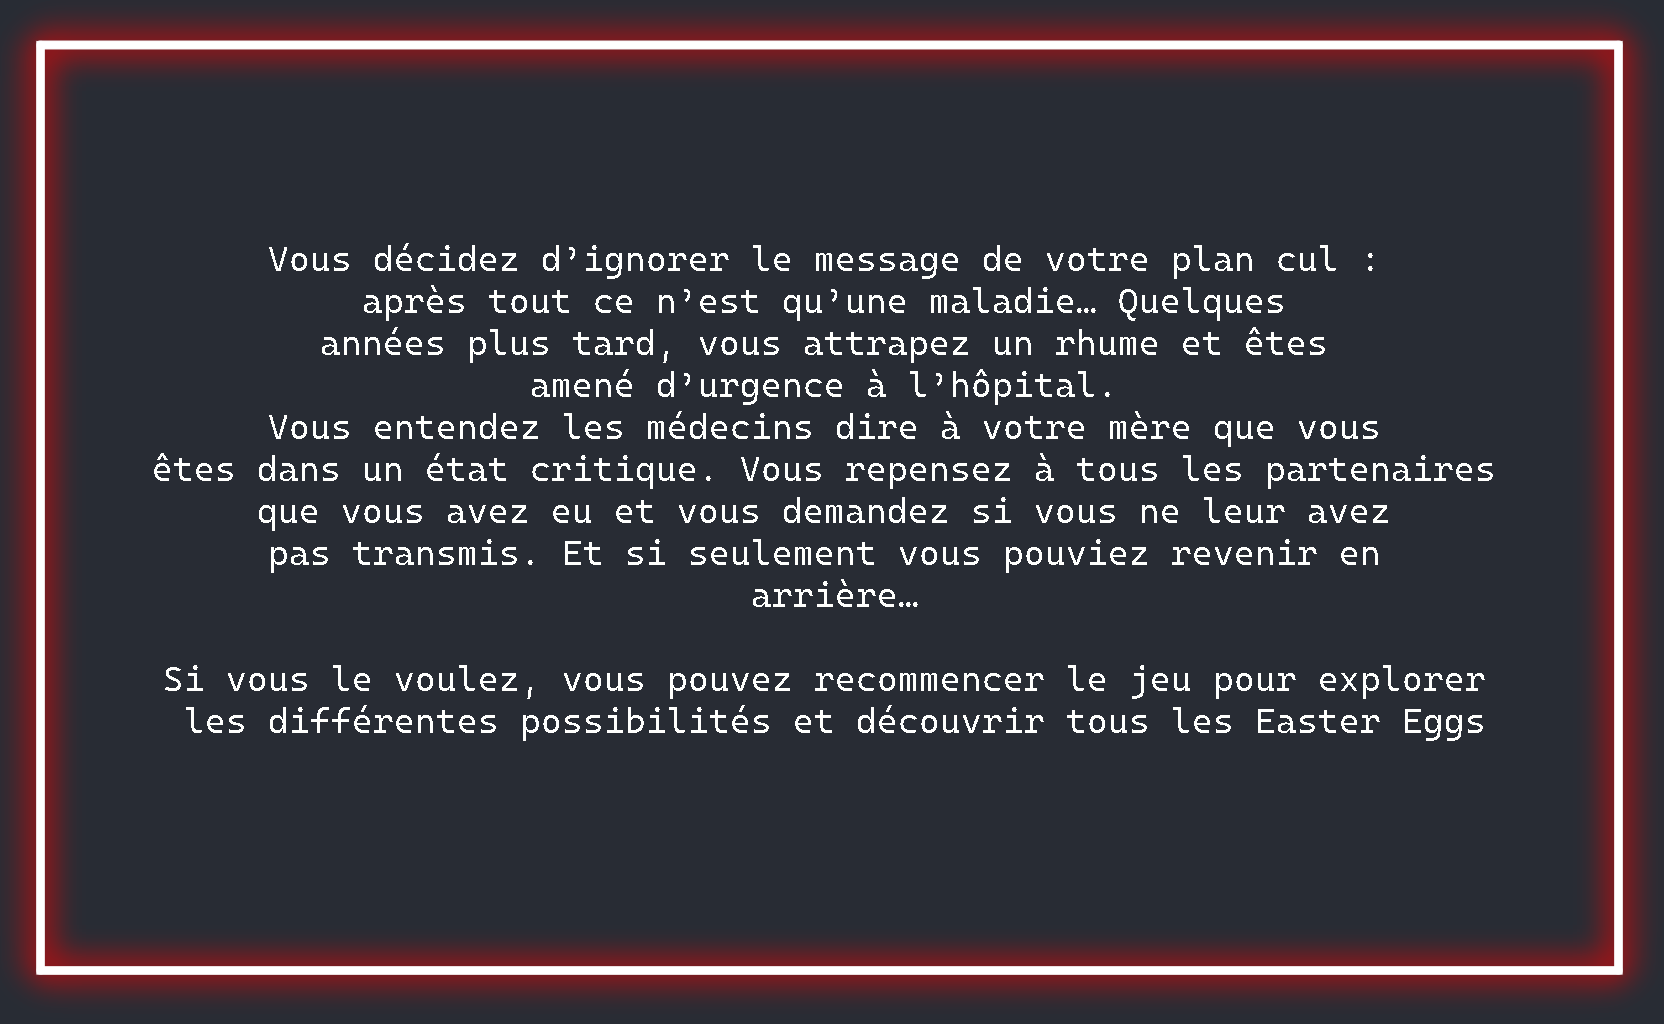 Vous décidez d’ignorer le message de votre plan cul :
après tout ce n’est qu’une maladie… Quelques
années plus tard, vous attrapez un rhume et êtes
amené d’urgence à l’hôpital.
Vous entendez les médecins dire à votre mère que vous
êtes dans un état critique. Vous repensez à tous les partenaires
que vous avez eu et vous demandez si vous ne leur avez
pas transmis. Et si seulement vous pouviez revenir en
arrière…
Si vous le voulez, vous pouvez recommencer le jeu pour explorer
les différentes possibilités et découvrir tous les Easter Eggs